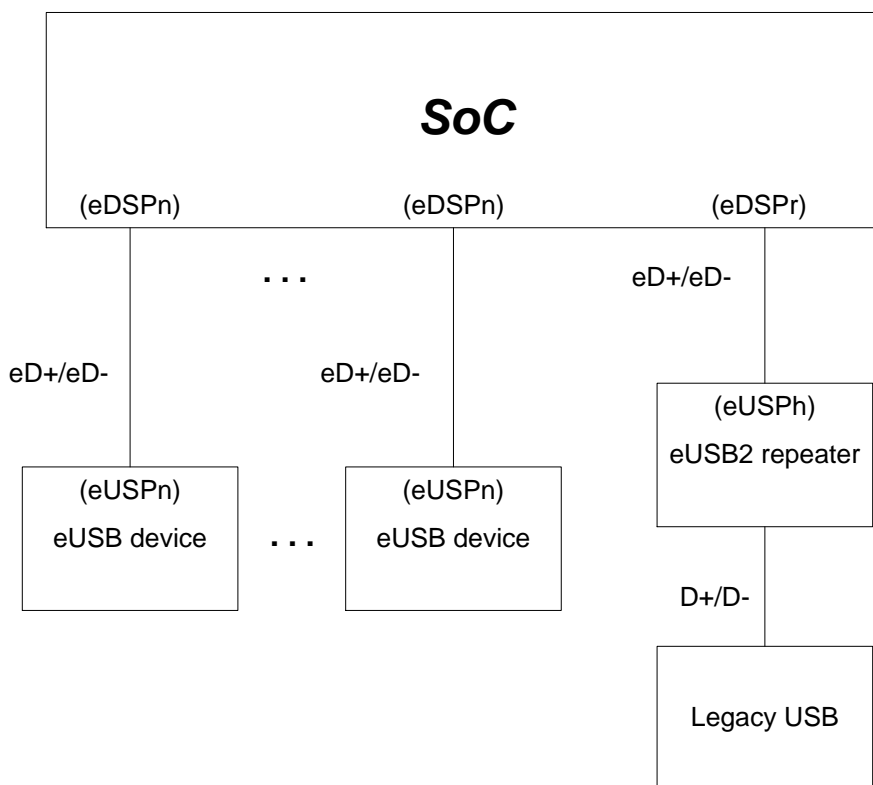 SoC
(eDSPn) (eDSPn) (eDSPr)
. . .
eD+/eD-
eD+/eD- eD+/eD-
(eUSPh)
eUSB2 repeater
(eUSPn) (eUSPn)
eUSB device . . . eUSB device
D+/D-
Legacy USB